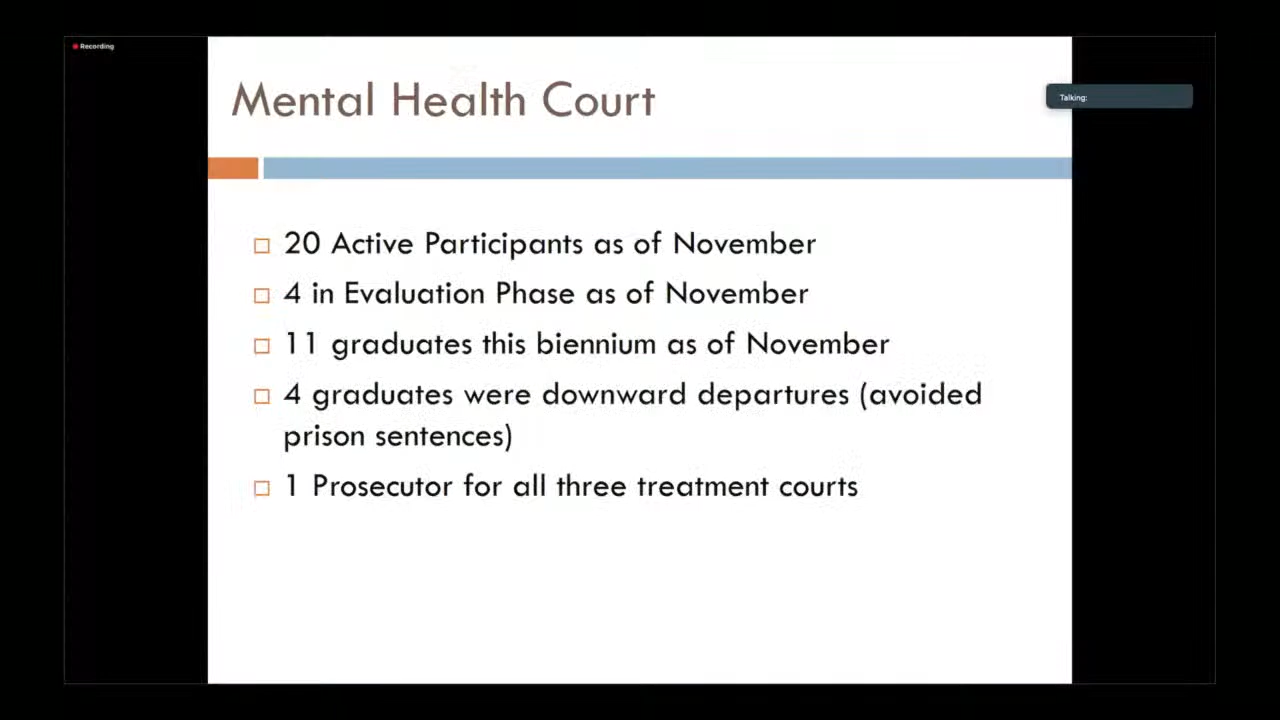 Recording
Mental Health Court
Talking:
20 Active Participants as of November
4 in Evaluation Phase as of November
11 graduates this biennium as of November
4 graduates were downward departures (avoided
prison sentences)
1 Prosecutor for all three treatment courts